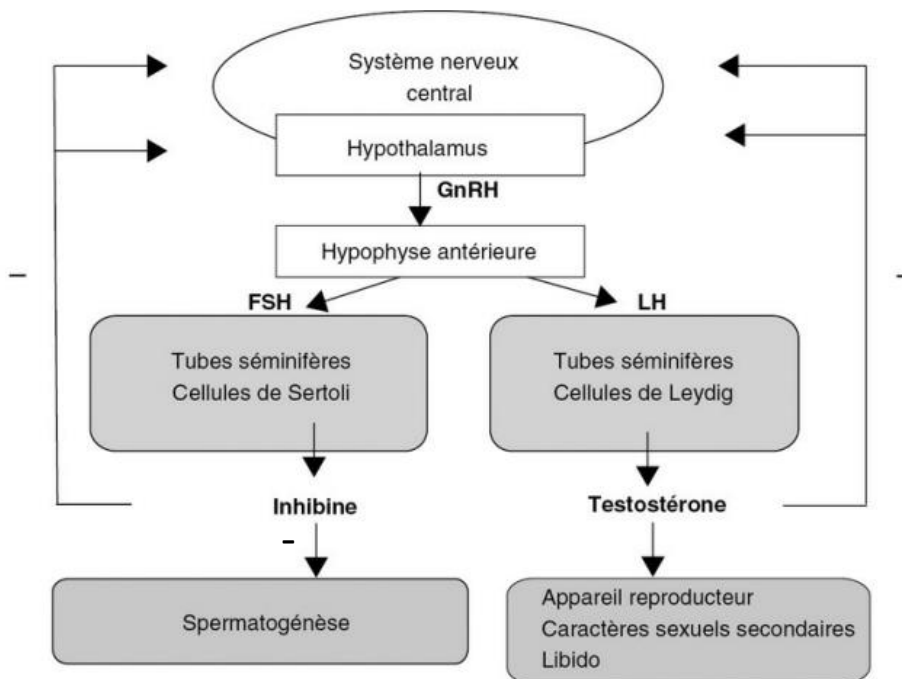 Système nerveux
central
Hypothalamus
GnRH
Hypophyse antérieure
–
–
FSH
LH
Tubes séminifères
Cellules de Sertoli
Tubes séminifères
Cellules de Leydig
Inhibine
Testostérone
–
Spermatogénèse
Appareil reproducteur
Caractères sexuels secondaires
Libido